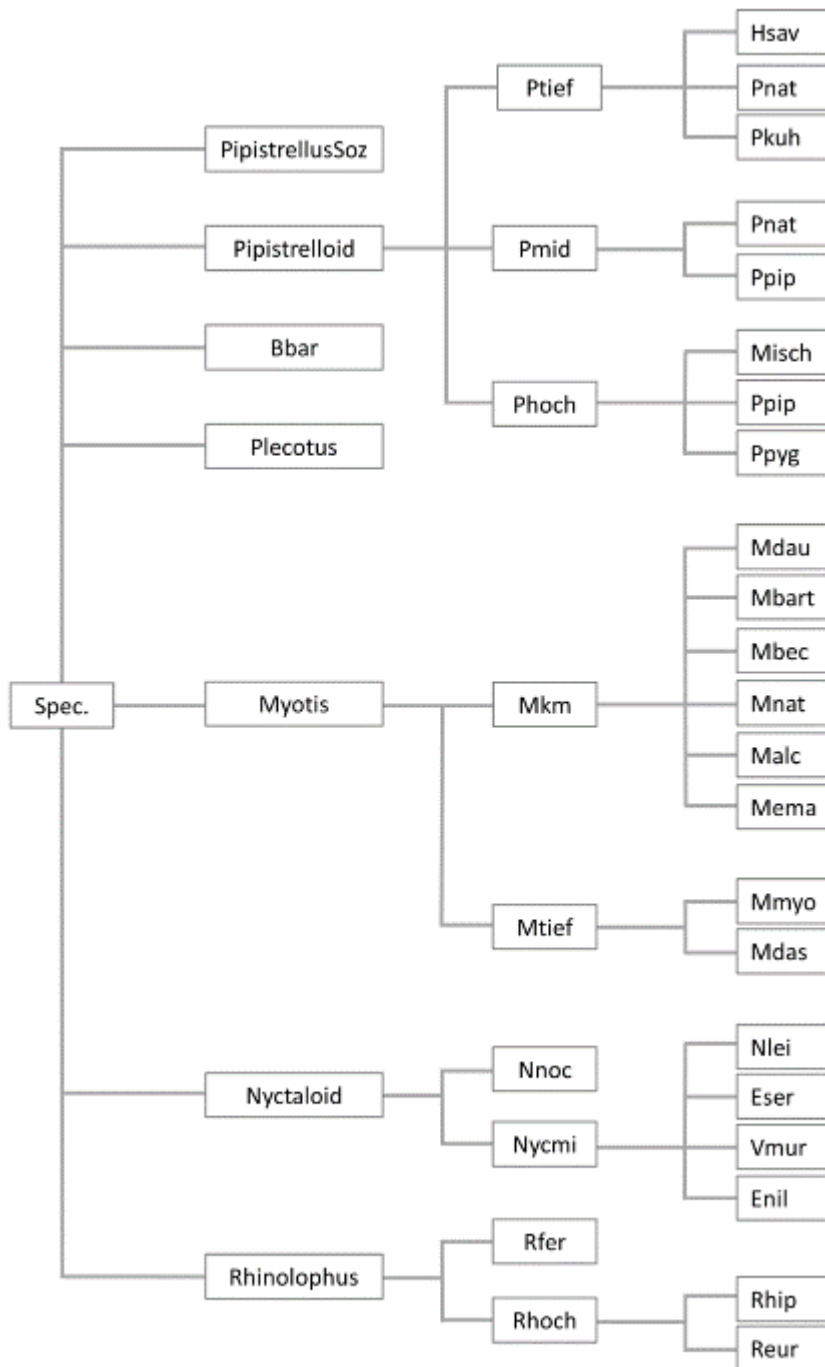 Hsav
Ptief
Pnat
Pkuh
PipistrellusSoz
Pnat
Pipistrelloid
Pmid
Ppip
Bbar
Misch
Phoch
Ppip
Plecotus
Ppyg
Mdau
Mbart
Mbec
Spec.
Myotis
Mkm
Mnat
Malc
Mema
Mmyo
Mtief
Mdas
Nlei
Nnoc
Nyctaloid
Eser
Nycmi
Vmur
Enil
Rfer
Rhinolophus
Rhip
Rhoch
Reur